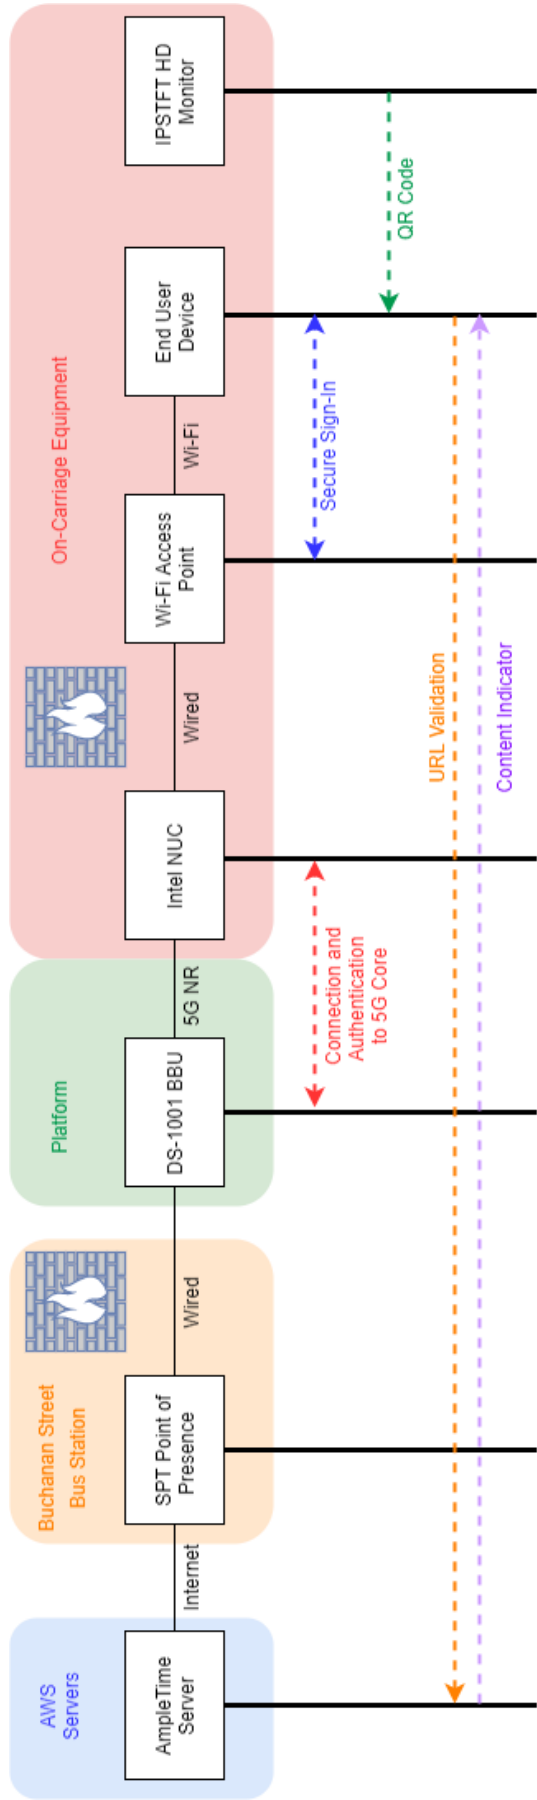 AWS
Servers
Buchanan Street
Bus Station
Platform
On-Carriage Equipment
AmpleTime
Server
Internet
SPT Point of
Presence
Wired
DS-1001 BBU
5G NR
Intel NUC
Wired
Wi-Fi Access
Point
Wi-Fi
End User
Device
IPSTFT HD
Monitor
Connection and
Authentication
to 5G Core
Secure Sign-In
QR Code
URL Validation
Content Indicator